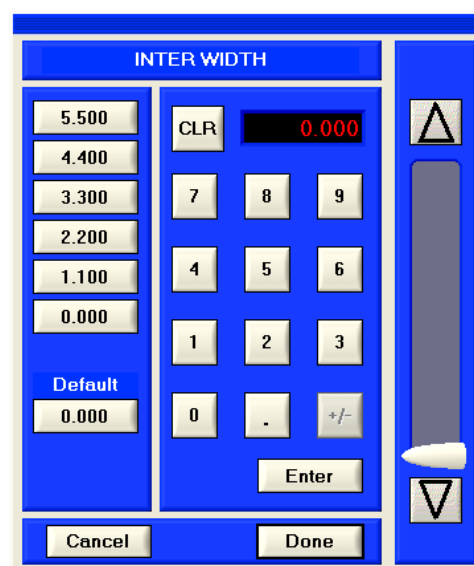 INTER WIDTH
5.500
4.400
3.300
2.200
1.100
0.000
Default
0.000
CLR 0.000
7 8 9
4 5 6
1 2 3
0 . +/-
Enter
Cancel Done